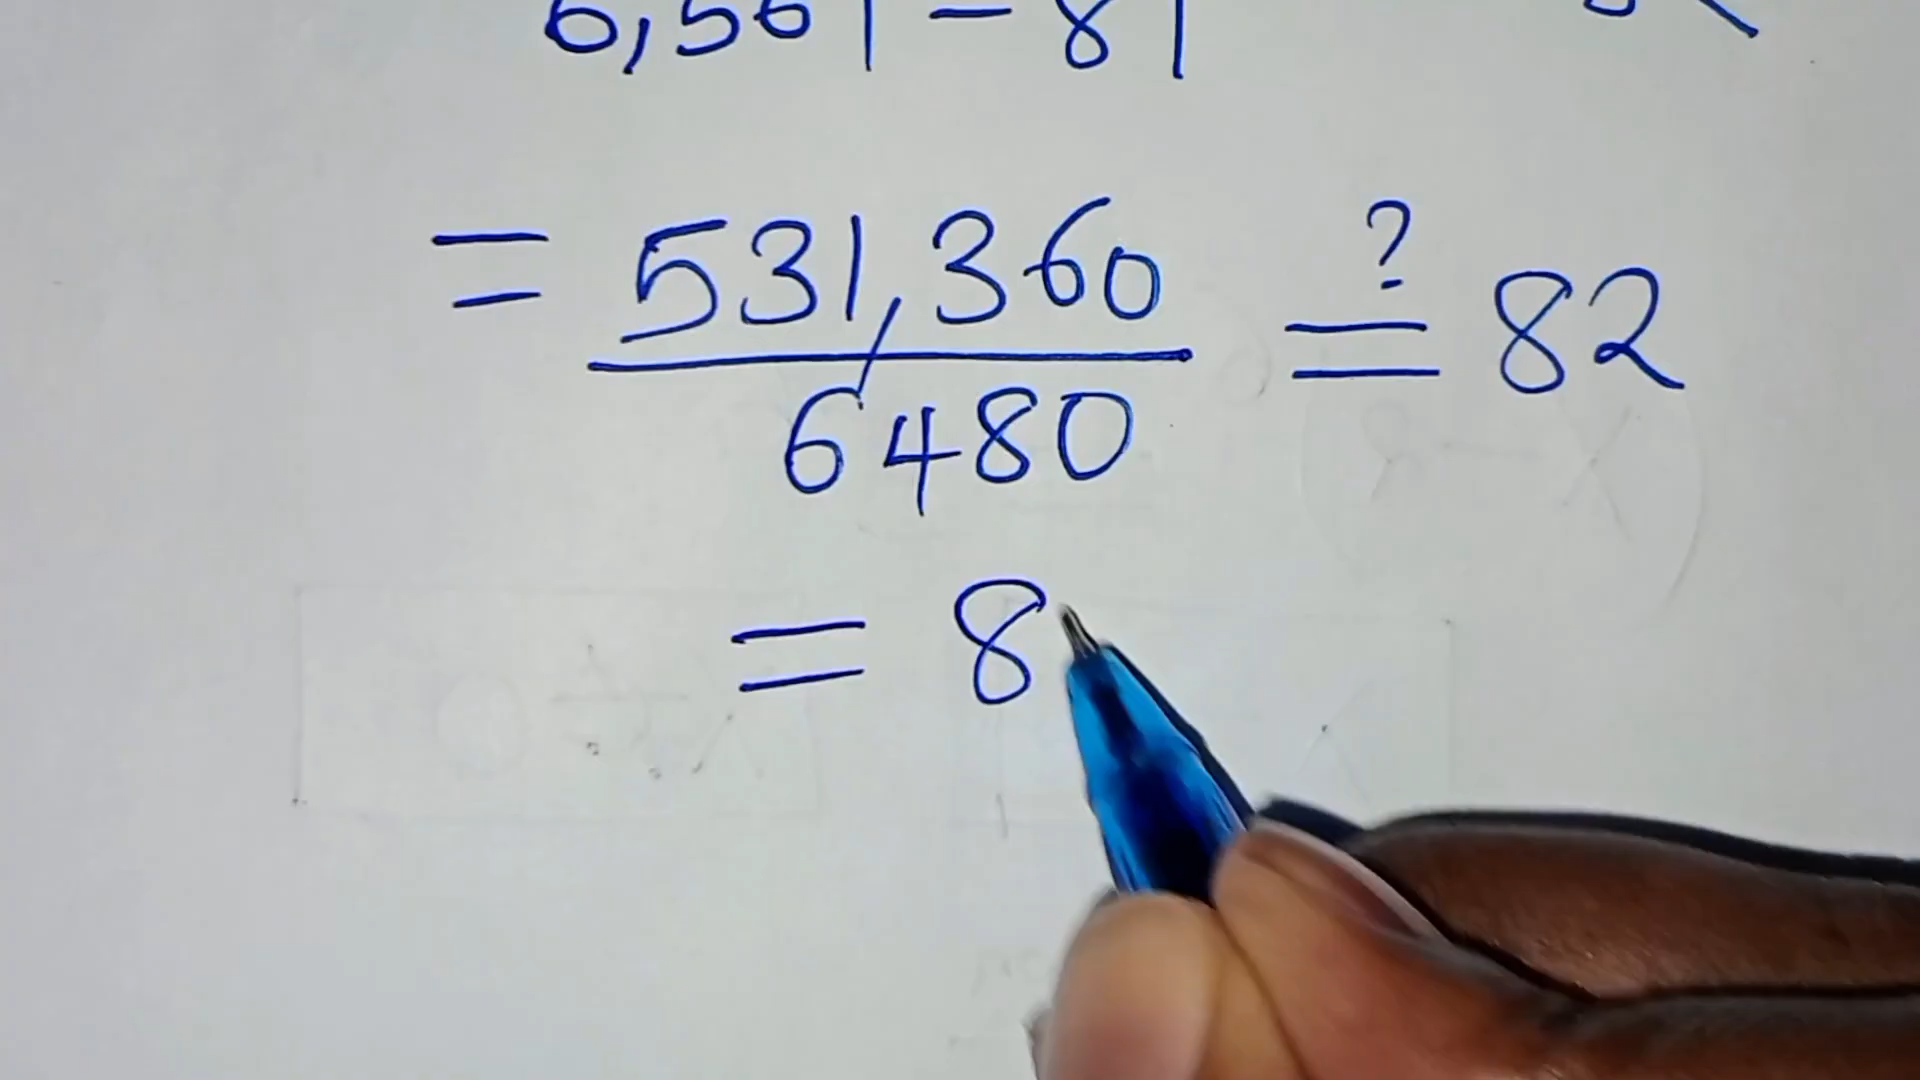 6,561 - 81
= 531,360 ?
= 82
6480
= 8